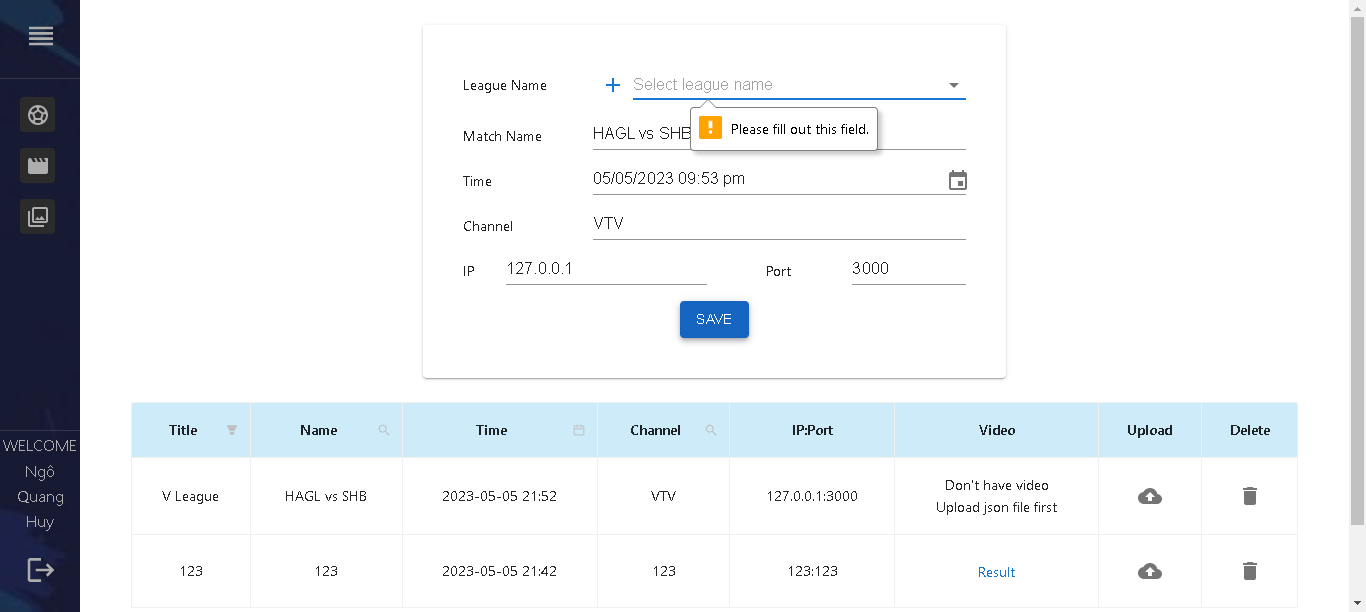 League Name
Select league name
Please fill out this field.
Match Name
HAGL vs SHB
Time
05/05/2023 09:53 pm
Channel
VTV
IP
127.0.0.1
Port
3000
SAVE
WELCOME
Ngô
Quang
Huy
Title Name Time Channel IP:Port Video Upload Delete
V League HAGL vs SHB 2023-05-05 21:52 VTV 127.0.0.1:3000 Don't have video
Upload json file first
123 123 2023-05-05 21:42 123 123:123 Result